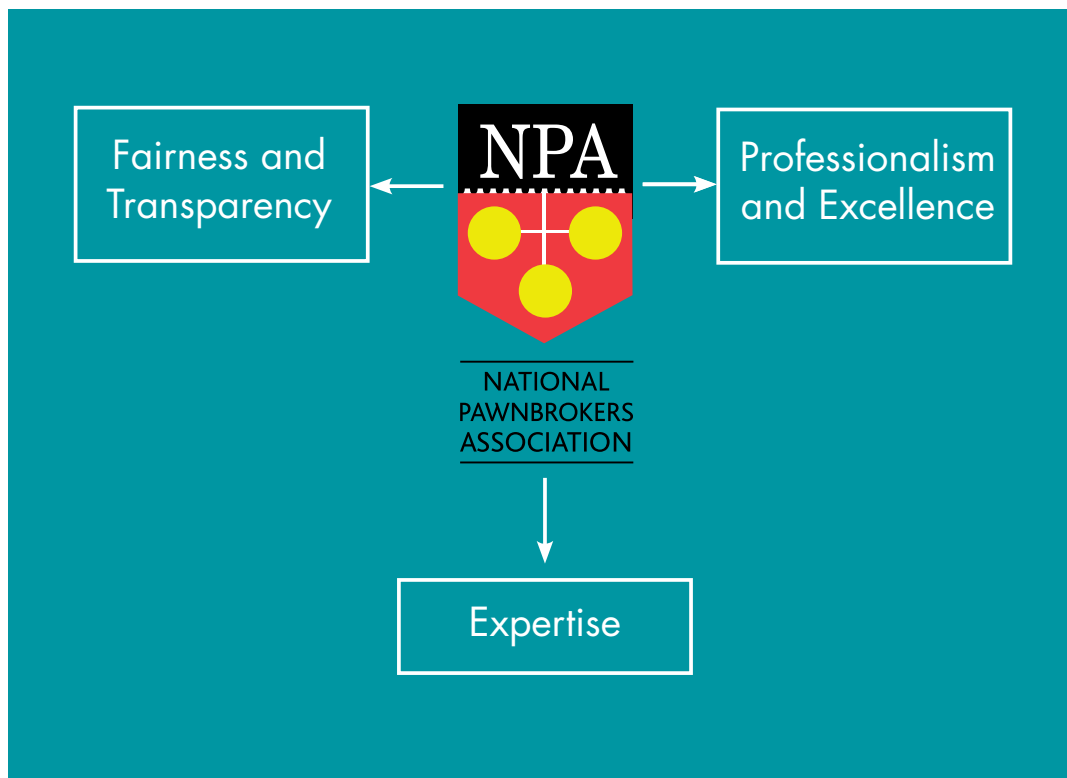 Fairness and
Transparency
NPA
Professionalism
and Excellence
NATIONAL
PAWNBROKERS
ASSOCIATION
Expertise